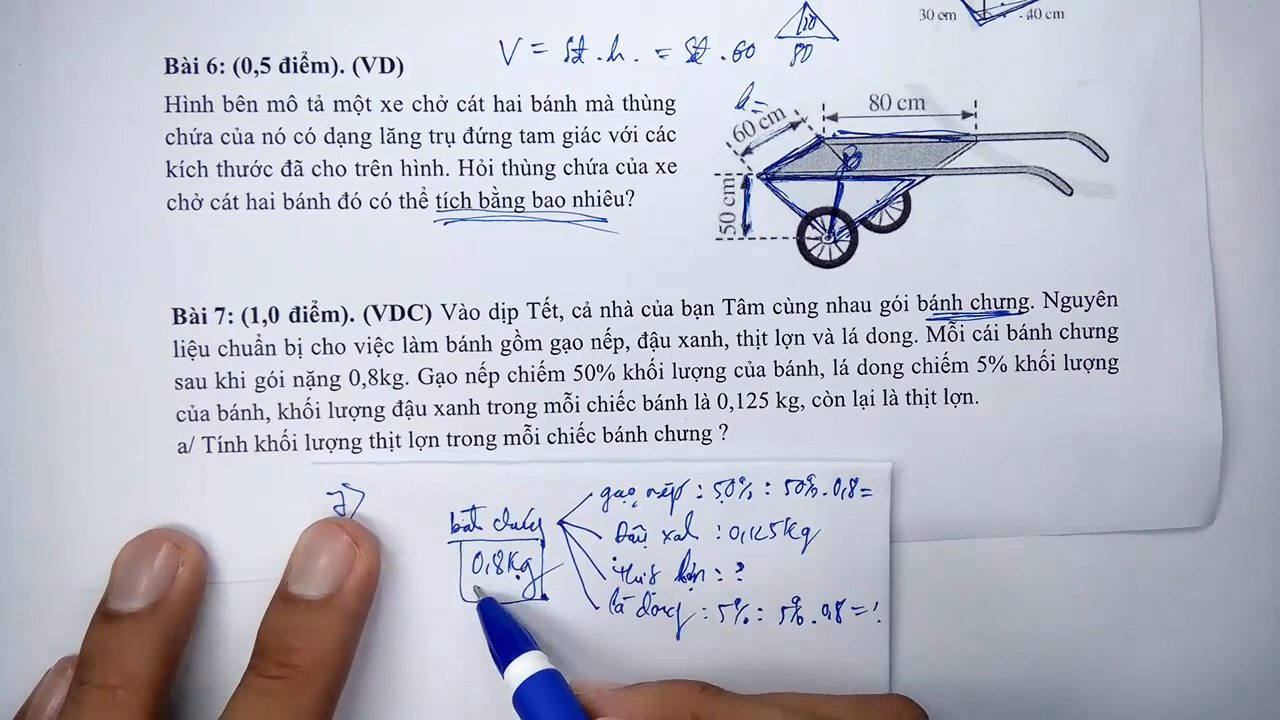 30 cm 40 cm
V = Sđ . h. = Sđ . 60 50 80
Bài 6: (0,5 điểm). (VD)
Hình bên mô tả một xe chở cát hai bánh mà thùng
chứa của nó có dạng lăng trụ đứng tam giác với các
kích thước đã cho trên hình. Hỏi thùng chứa của xe
chở cát hai bánh đó có thể tích bằng bao nhiêu?
h =
60 cm
80 cm
50 cm
Bài 7: (1,0 điểm). (VDC) Vào dịp Tết, cả nhà của bạn Tâm cùng nhau gói bánh chưng. Nguyên
liệu chuẩn bị cho việc làm bánh gồm gạo nếp, đậu xanh, thịt lợn và lá dong. Mỗi cái bánh chưng
sau khi gói nặng 0,8kg. Gạo nếp chiếm 50% khối lượng của bánh, lá dong chiếm 5% khối lượng
của bánh, khối lượng đậu xanh trong mỗi chiếc bánh là 0,125 kg, còn lại là thịt lợn.
a/ Tính khối lượng thịt lợn trong mỗi chiếc bánh chưng ?
7)
gạo nếp : 50% : 50% . 0,8 =
Đậu xah : 0,125kg
0,8kg
thịt lợn : ?
lá dong : 5% : 5% . 0,8 = ?